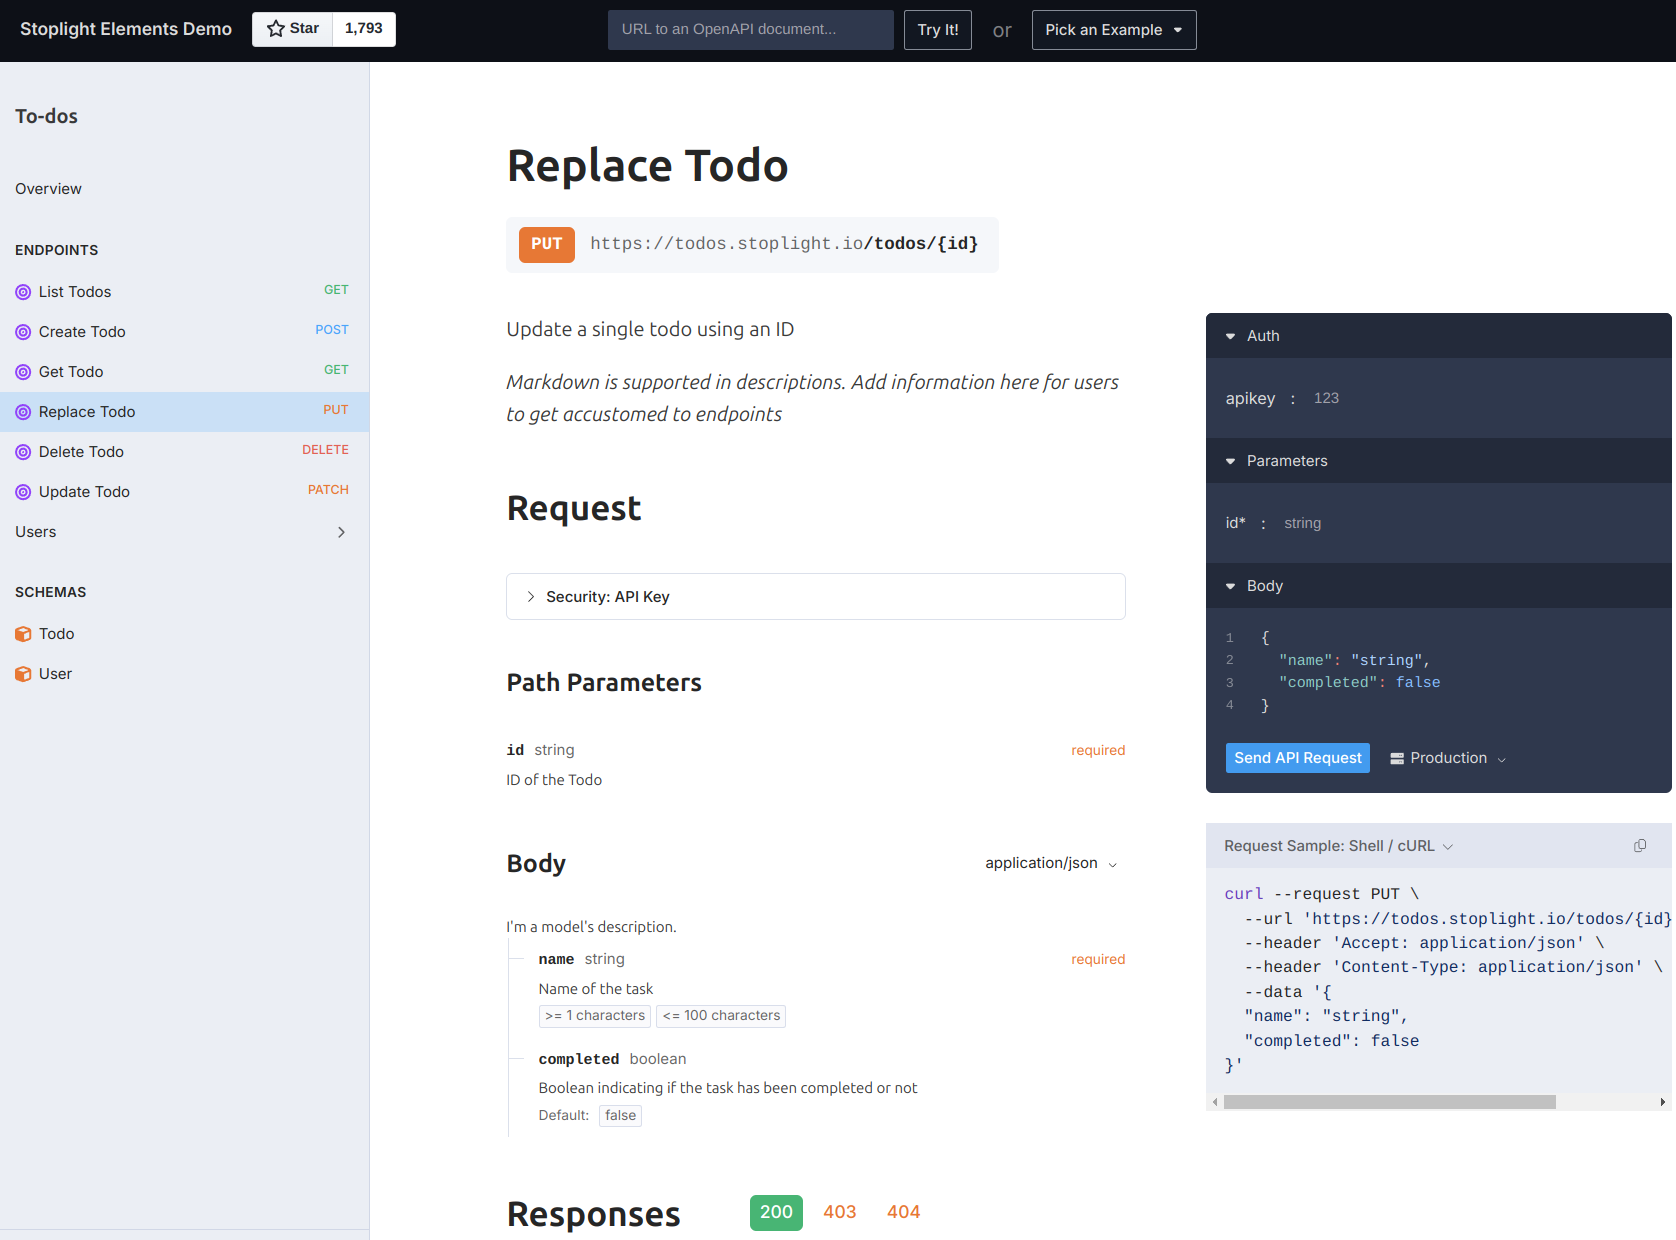 Stoplight Elements Demo
Star
1,793
URL to an OpenAPI document...
Try It!
or
Pick an Example
To-dos
Overview
ENDPOINTS
List Todos GET
Create Todo POST
Get Todo GET
Replace Todo PUT
Delete Todo DELETE
Update Todo PATCH
Users
SCHEMAS
Todo
User
Replace Todo
PUT https://todos.stoplight.io/todos/{id}
Update a single todo using an ID
Markdown is supported in descriptions. Add information here for users
to get accustomed to endpoints
Request
Security: API Key
Path Parameters
id string required
ID of the Todo
Body application/json
I'm a model's description.
name string required
Name of the task
>= 1 characters <= 100 characters
completed boolean
Boolean indicating if the task has been completed or not
Default: false
Responses 200 403 404
Auth
apikey : 123
Parameters
id* : string
Body
1 {
2 "name": "string",
3 "completed": false
4 }
Send API Request Production
Request Sample: Shell / cURL
curl --request PUT \
--url 'https://todos.stoplight.io/todos/{id}
--header 'Accept: application/json' \
--header 'Content-Type: application/json' \
--data '{
"name": "string",
"completed": false
}'